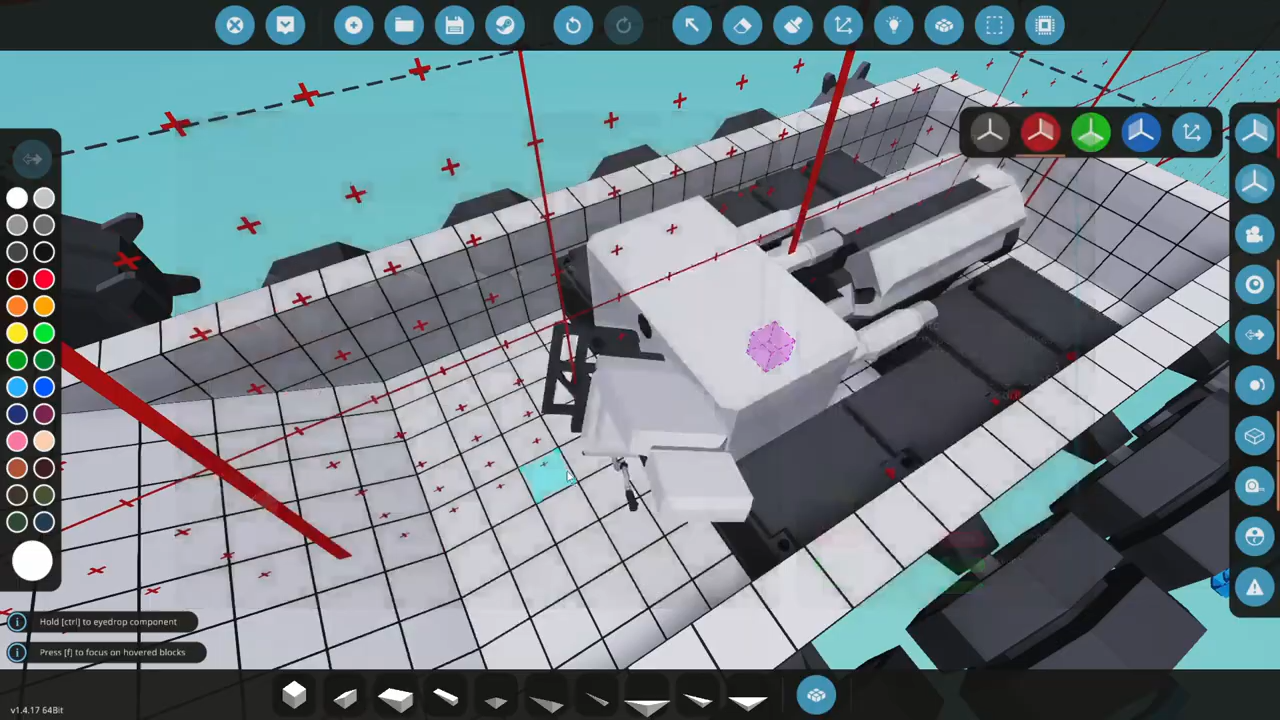 Hold [ctrl] to eyedrop component
Press [f] to focus on hovered blocks
v1.4.17 64Bit